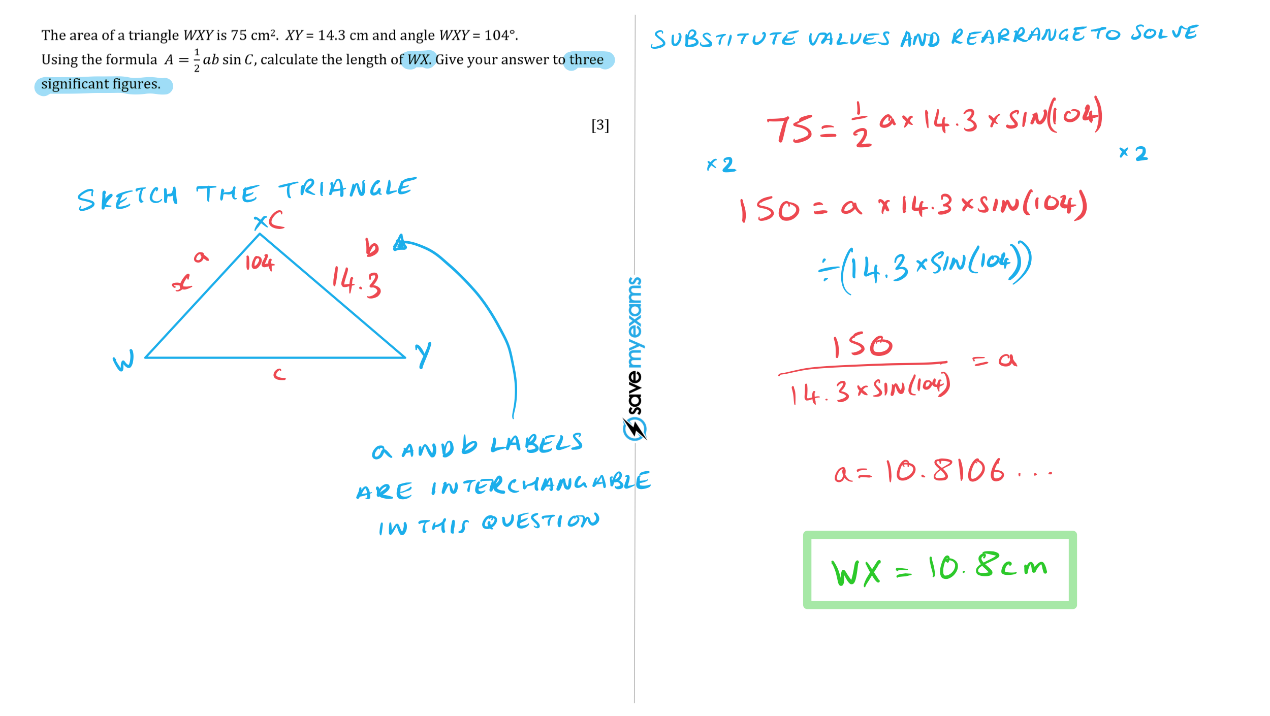 The area of a triangle WXY is 75 cm². XY = 14.3 cm and angle WXY = 104°.
Using the formula A = 1/2 ab sin C, calculate the length of WX. Give your answer to three
significant figures.
[3]
SKETCH THE TRIANGLE
X C
a
x
104
b
14.3
W
Y
c
a AND b LABELS
ARE INTERCHANGABLE
IN THIS QUESTION
save my exams
SUBSTITUTE VALUES AND REARRANGE TO SOLVE
75 = 1/2 a × 14.3 × SIN(104)
×2 ×2
150 = a × 14.3 × SIN(104)
÷(14.3 × SIN(104))
150
14.3 × SIN(104) = a
a = 10.8106...
WX = 10.8cm